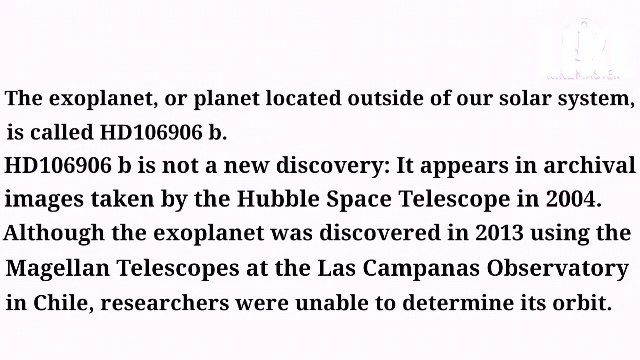 The exoplanet, or planet located outside of our solar system,
is called HD106906 b.
HD106906 b is not a new discovery: It appears in archival
images taken by the Hubble Space Telescope in 2004.
Although the exoplanet was discovered in 2013 using the
Magellan Telescopes at the Las Campanas Observatory
in Chile, researchers were unable to determine its orbit.